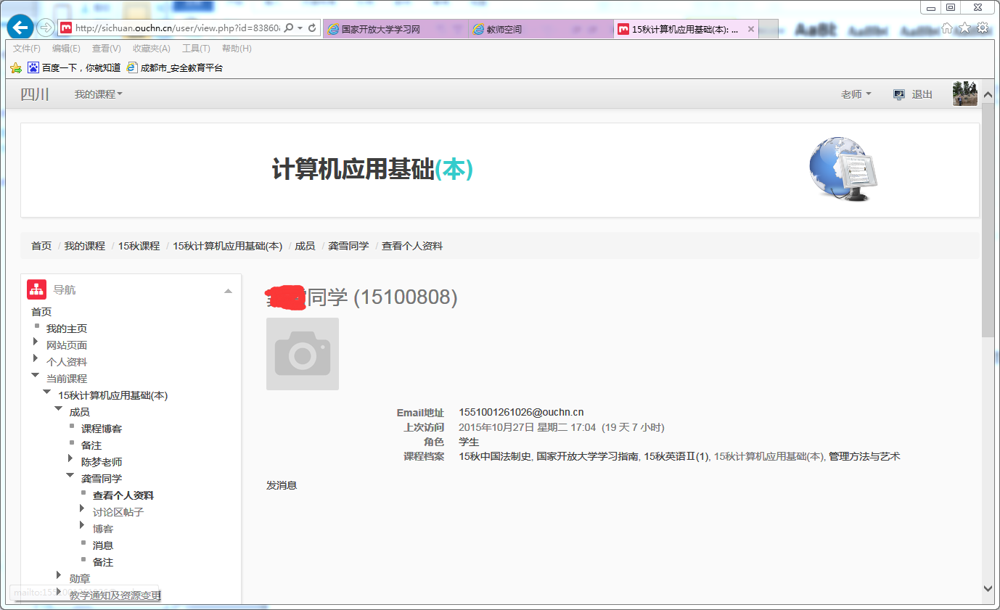 http://sichuan.ouchn.cn/user/view.php?id=83860
国家开放大学学习网
教师空间
15秋计算机应用基础(本): ...
文件(F) 编辑(E) 查看(V) 收藏夹(A) 工具(T) 帮助(H)
百度一下，你就知道 成都市_安全教育平台
四川 我的课程 老师 退出
计算机应用基础(本)
首页 / 我的课程 / 15秋课程 / 15秋计算机应用基础(本) / 成员 / 龚雪同学 / 查看个人资料
导航
首页
我的主页
网站页面
个人资料
当前课程
15秋计算机应用基础(本)
成员
课程博客
备注
陈梦老师
龚雪同学
查看个人资料
讨论区帖子
博客
消息
备注
勋章
教学通知及资源变更
同学 (15100808)
Email地址 1551001261026@ouchn.cn
上次访问 2015年10月27日 星期二 17:04 (19 天 7 小时)
角色 学生
课程档案 15秋中国法制史, 国家开放大学学习指南, 15秋英语Ⅱ(1), 15秋计算机应用基础(本), 管理方法与艺术
发消息